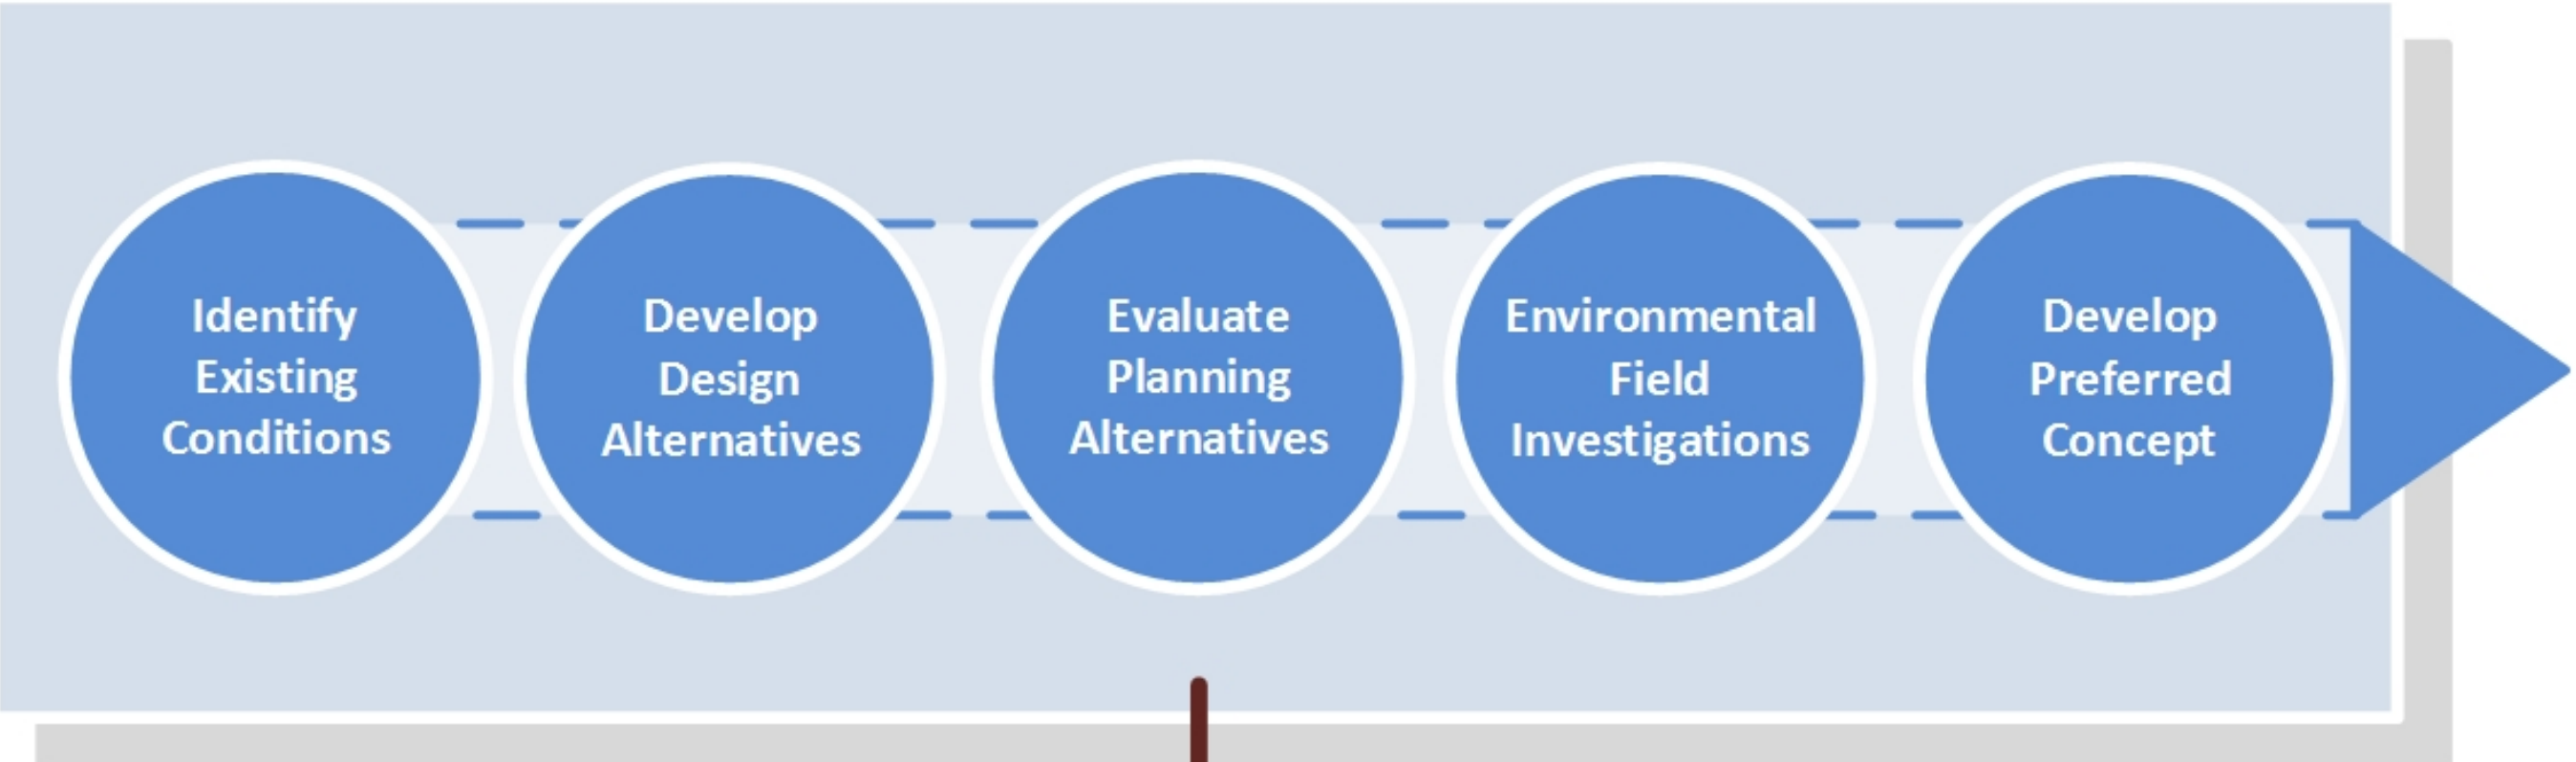 Identify
Existing
Conditions
Develop
Design
Alternatives
Evaluate
Planning
Alternatives
Environmental
Field
Investigations
Develop
Preferred
Concept